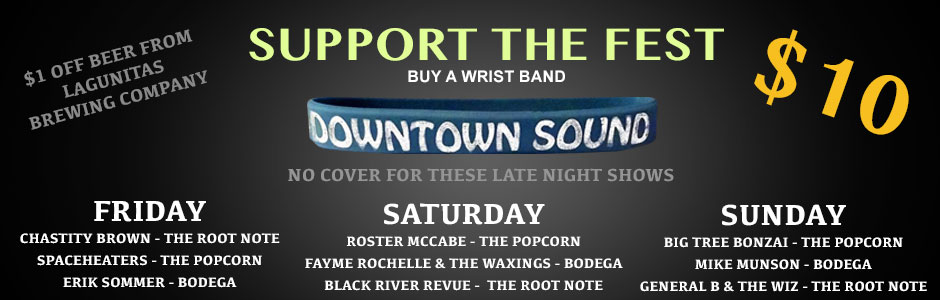 $1 OFF BEER FROM
LAGUNITAS
BREWING COMPANY
SUPPORT THE FEST
BUY A WRIST BAND
$10
DOWNTOWN SOUND
NO COVER FOR THESE LATE NIGHT SHOWS
FRIDAY
CHASTITY BROWN - THE ROOT NOTE
SPACEHEATERS - THE POPCORN
ERIK SOMMER - BODEGA
SATURDAY
ROSTER MCCABE - THE POPCORN
FAYME ROCHELLE & THE WAXINGS - BODEGA
BLACK RIVER REVUE - THE ROOT NOTE
SUNDAY
BIG TREE BONZAI - THE POPCORN
MIKE MUNSON - BODEGA
GENERAL B & THE WIZ - THE ROOT NOTE